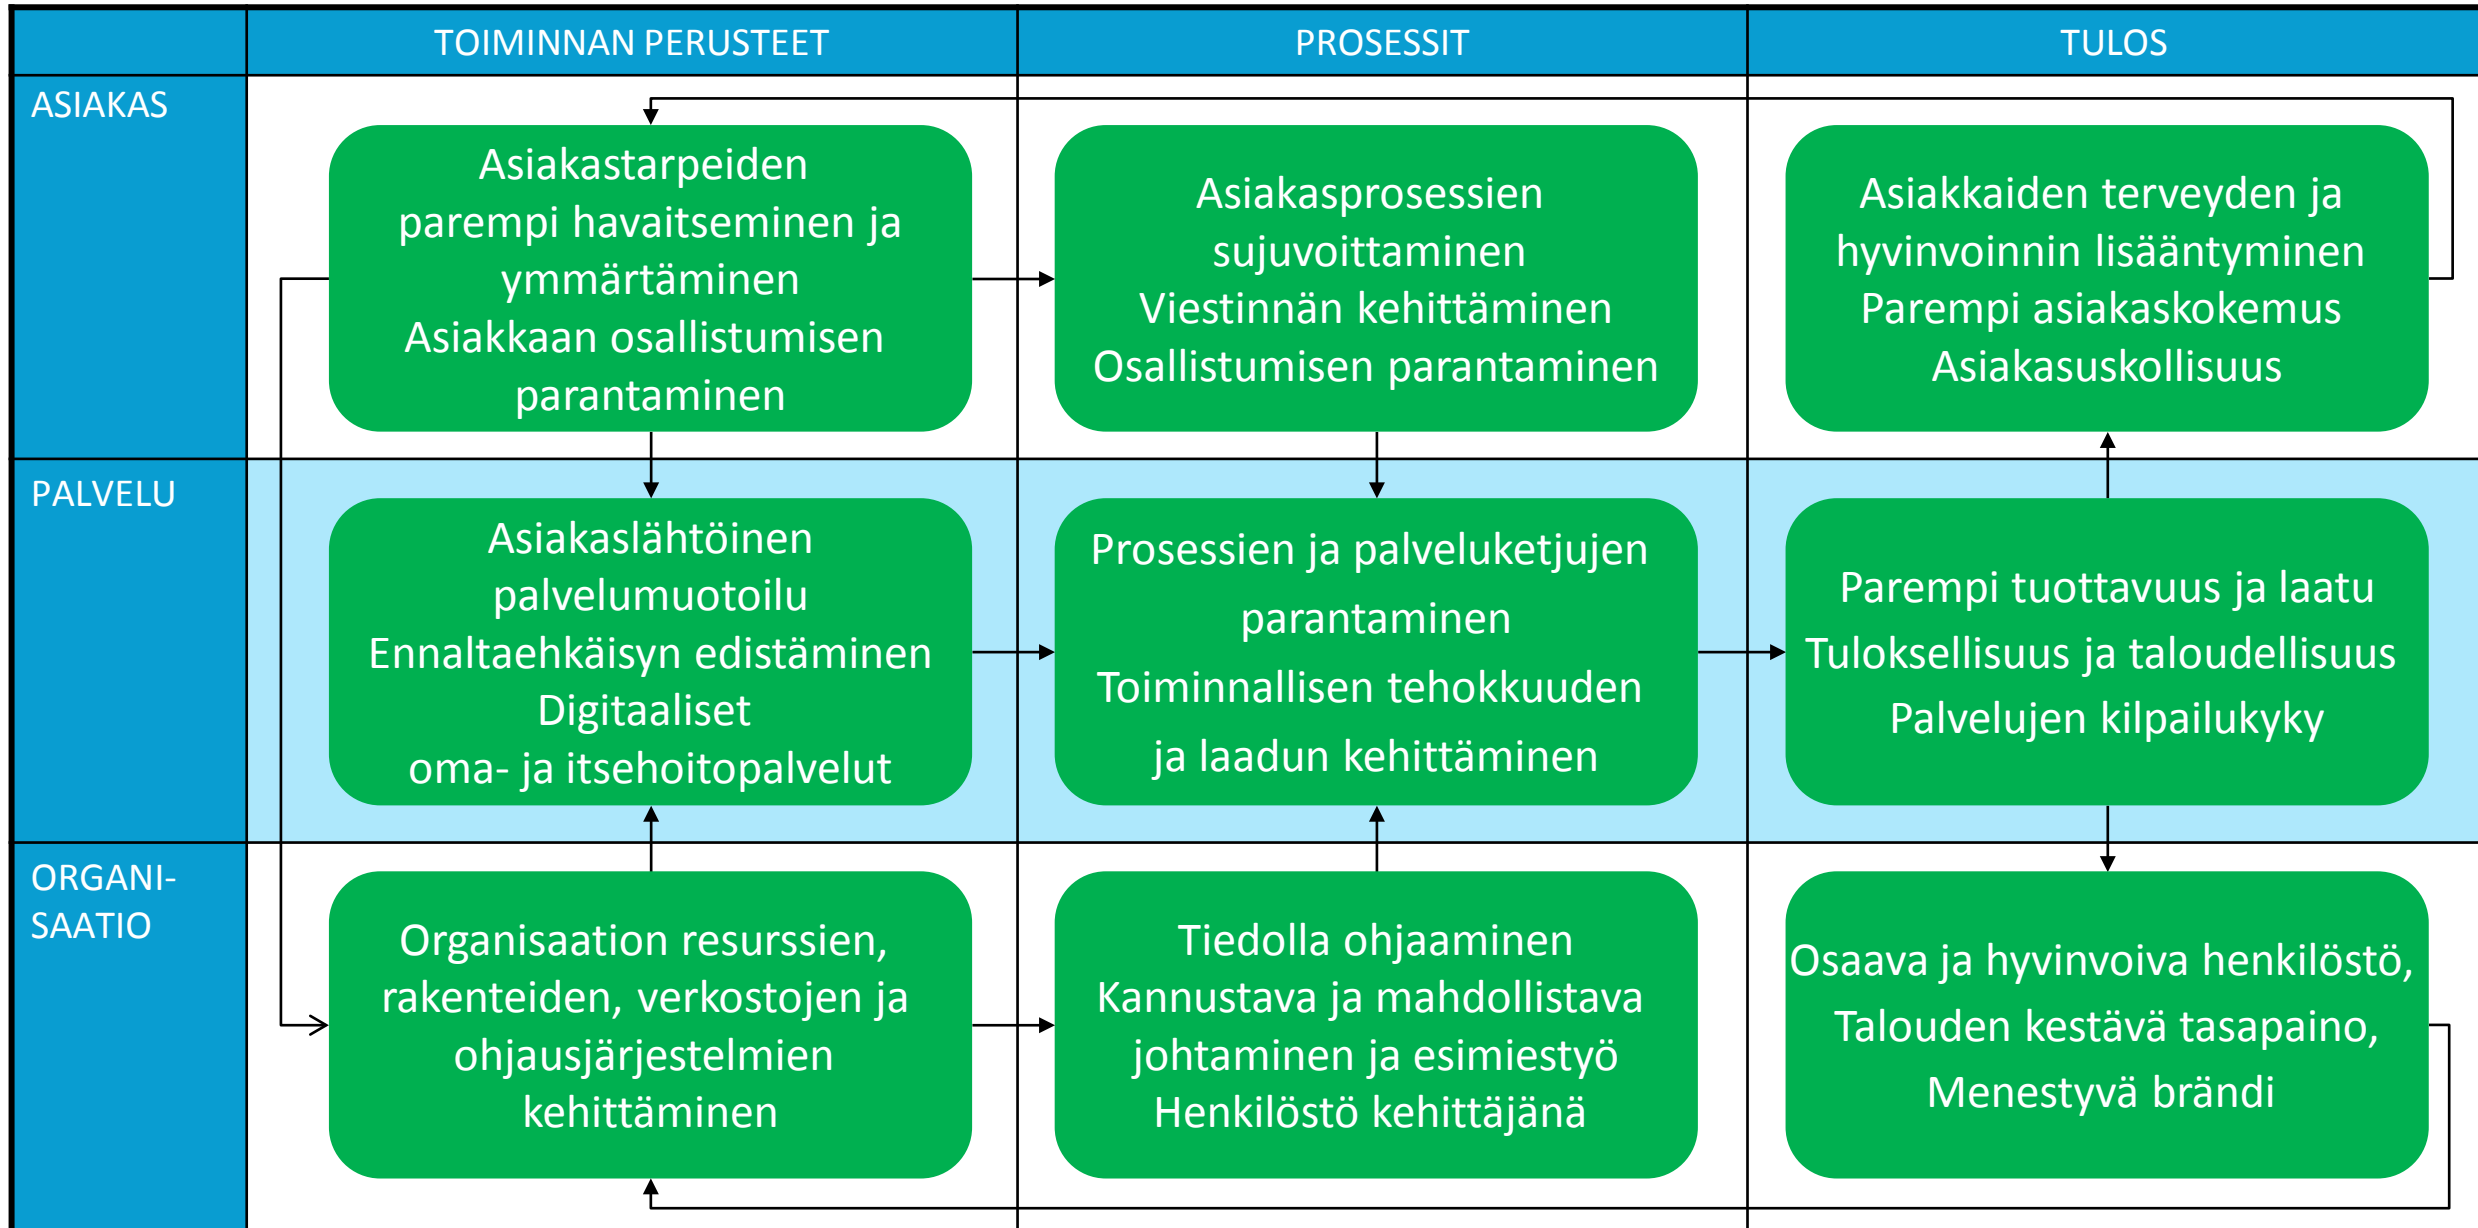 TOIMINNAN PERUSTEET
PROSESSIT
TULOS
ASIAKAS
Asiakastarpeiden
parempi havaitseminen ja
ymmärtäminen
Asiakkaan osallistumisen
parantaminen
Asiakasprosessien
sujuvoittaminen
Viestinnän kehittäminen
Osallistumisen parantaminen
Asiakkaiden terveyden ja
hyvinvoinnin lisääntyminen
Parempi asiakaskokemus
Asiakasuskollisuus
PALVELU
Asiakaslähtöinen
palvelumuotoilu
Ennaltaehkäisyn edistäminen
Digitaaliset
oma- ja itsehoitopalvelut
Prosessien ja palveluketjujen
parantaminen
Toiminnallisen tehokkuuden
ja laadun kehittäminen
Parempi tuottavuus ja laatu
Tuloksellisuus ja taloudellisuus
Palvelujen kilpailukyky
ORGANI-
SAATIO
Organisaation resurssien,
rakenteiden, verkostojen ja
ohjausjärjestelmien
kehittäminen
Tiedolla ohjaaminen
Kannustava ja mahdollistava
johtaminen ja esimiestyö
Henkilöstö kehittäjänä
Osaava ja hyvinvoiva henkilöstö,
Talouden kestävä tasapaino,
Menestyvä brändi